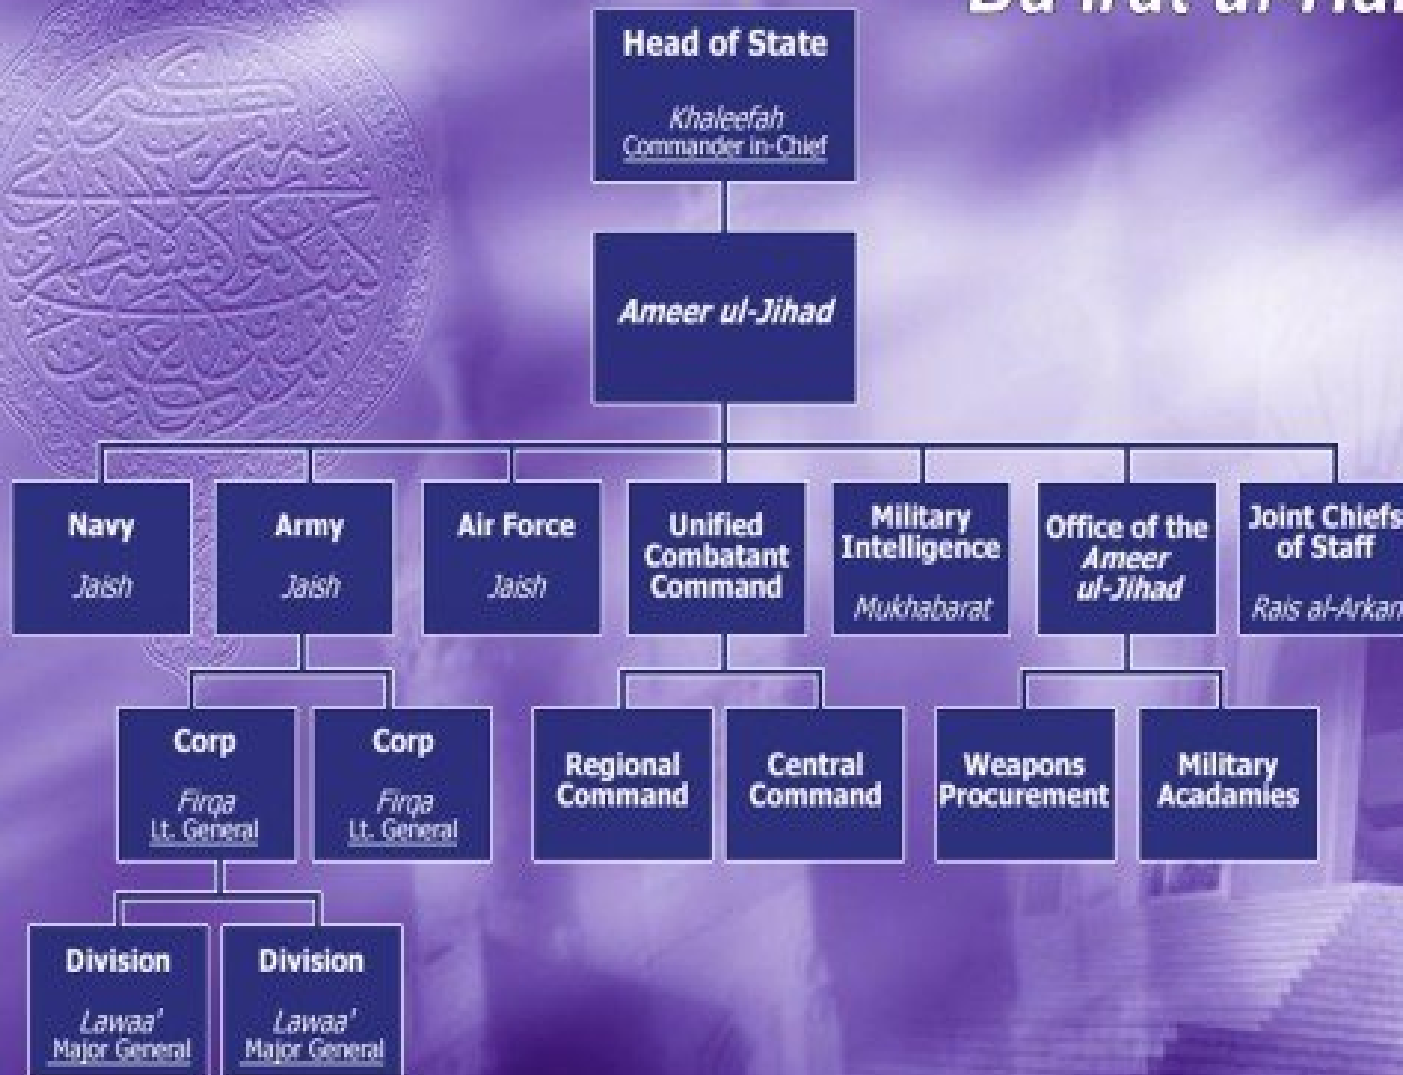 Head of State
Khaleefah
Commander in-Chief
Ameer ul-Jihad
Navy
Jaish
Army
Jaish
Air Force
Jaish
Unified
Combatant
Command
Military
Intelligence
Mukhabarat
Office of the
Ameer
ul-Jihad
Joint Chiefs
of Staff
Rais al-Arkan
Corp
Firqa
Lt. General
Corp
Firqa
Lt. General
Regional
Command
Central
Command
Weapons
Procurement
Military
Acadamies
Division
Lawaa'
Major General
Division
Lawaa'
Major General